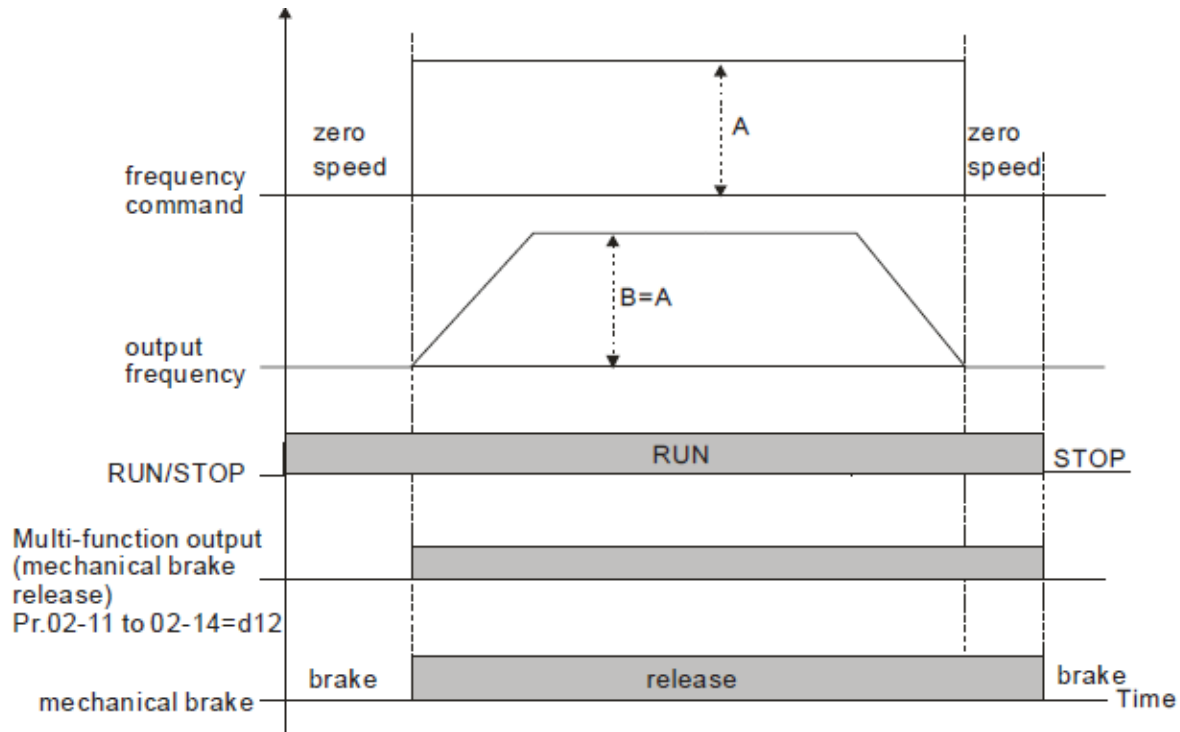 zero
speed
A
zero
speed
frequency
command
B=A
output
frequency
RUN
RUN/STOP
STOP
Multi-function output
(mechanical brake
release)
Pr.02-11 to 02-14=d12
brake
release
brake
mechanical brake
Time